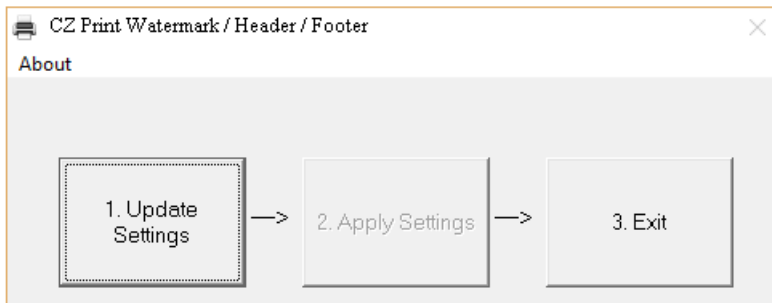 CZ Print Watermark / Header / Footer
About
1. Update
Settings
—>
2. Apply Settings
—>
3. Exit